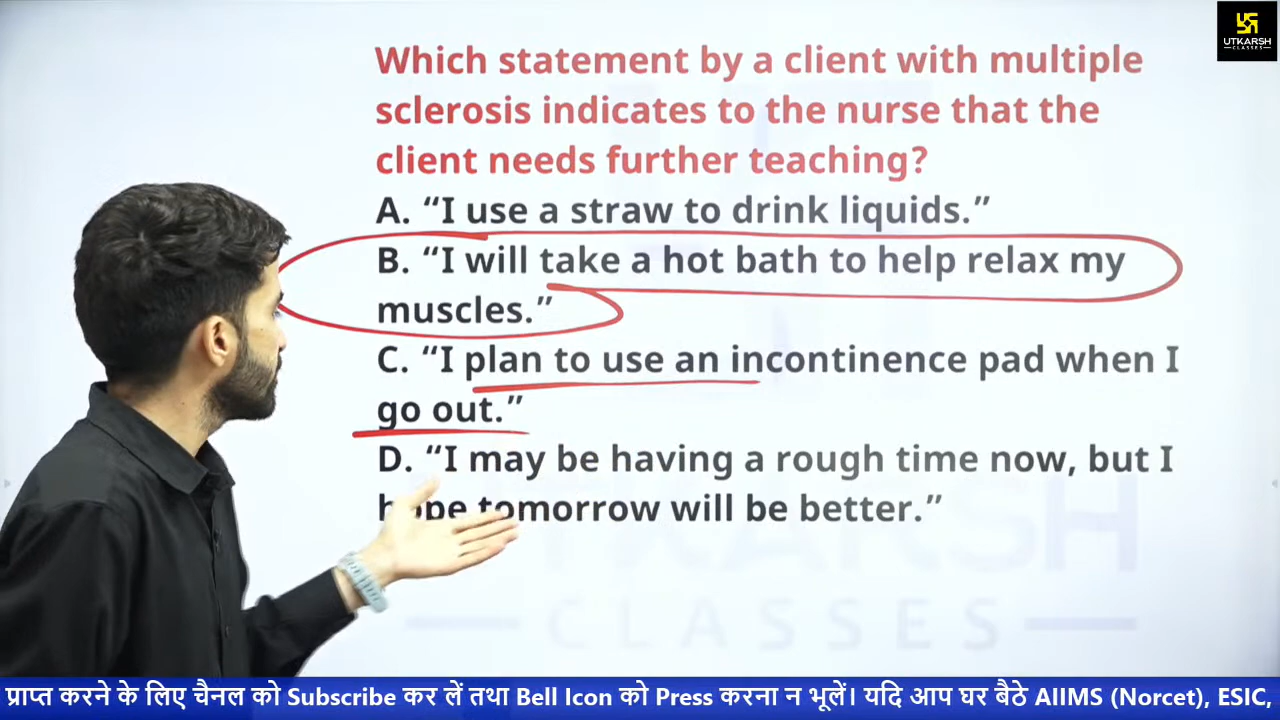 UTKARSH
CLASSES
Which statement by a client with multiple
sclerosis indicates to the nurse that the
client needs further teaching?
A. “I use a straw to drink liquids.”
B. “I will take a hot bath to help relax my
muscles.”
C. “I plan to use an incontinence pad when I
go out.”
D. “I may be having a rough time now, but I
hope tomorrow will be better.”
UTKARSH
CLASSES
प्राप्त करने के लिए चैनल को Subscribe कर लें तथा Bell Icon को Press करना न भूलें। यदि आप घर बैठे AIIMS (Norcet), ESIC,